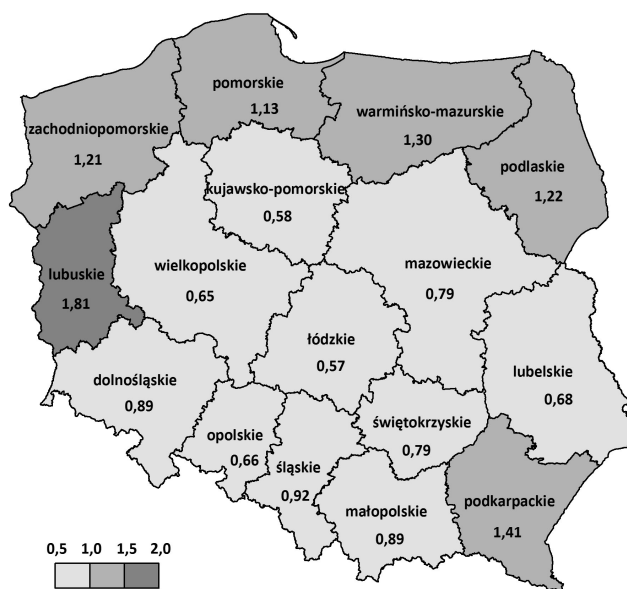 pomorskie
1,13
zachodniopomorskie
1,21
warmińsko-mazurskie
1,30
podlaskie
1,22
kujawsko-pomorskie
0,58
lubuskie
1,81
wielkopolskie
0,65
mazowieckie
0,79
łódzkie
0,57
lubelskie
0,68
dolnośląskie
0,89
opolskie
0,66
śląskie
0,92
świętokrzyskie
0,79
małopolskie
0,89
podkarpackie
1,41
0,5 1,0 1,5 2,0